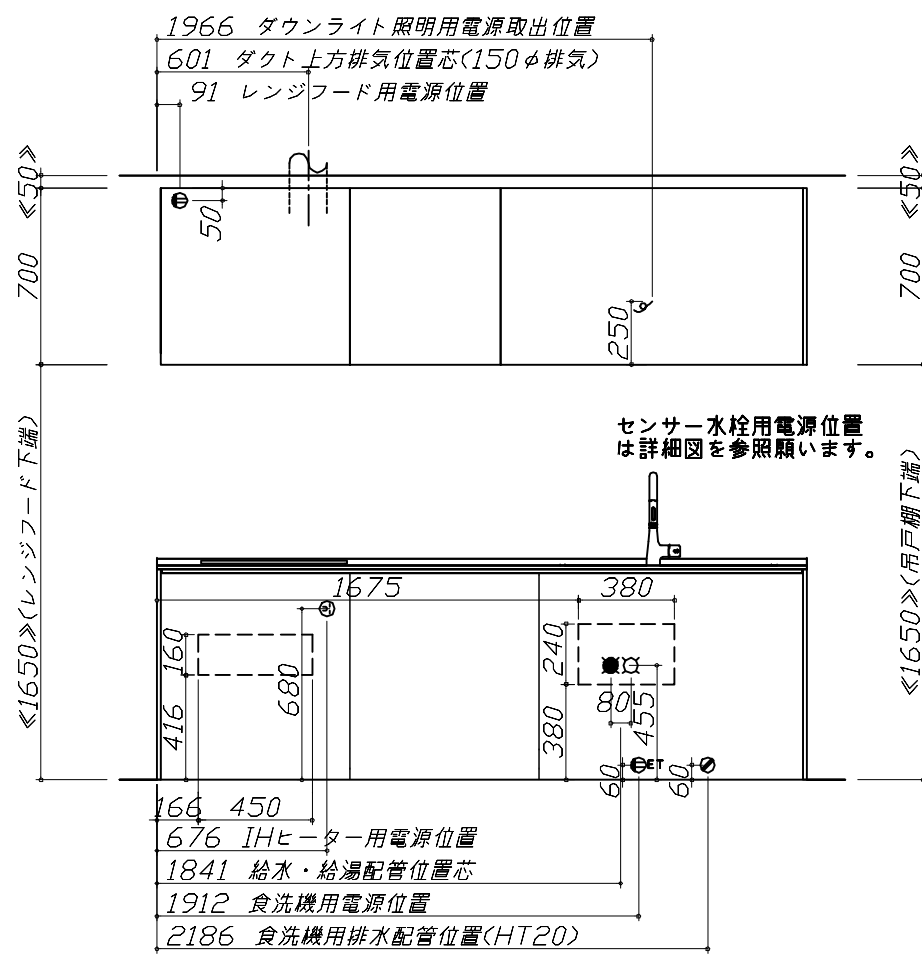 1966 ダウンライト照明用電源取出位置
601 ダクト上方排気位置芯(150φ排気)
91 レンジフード用電源位置
≪50≫
≪50≫
50
700
700
250
センサー水栓用電源位置
は詳細図を参照願います。
≪1650≫(レンジフード下端)
≪1650≫(吊戸棚下端)
1675
380
160
240
680
80
416
380
455
ET
60
60
166
450
676 IHヒーター用電源位置
1841 給水・給湯配管位置芯
1912 食洗機用電源位置
2186 食洗機用排水配管位置(HT20)